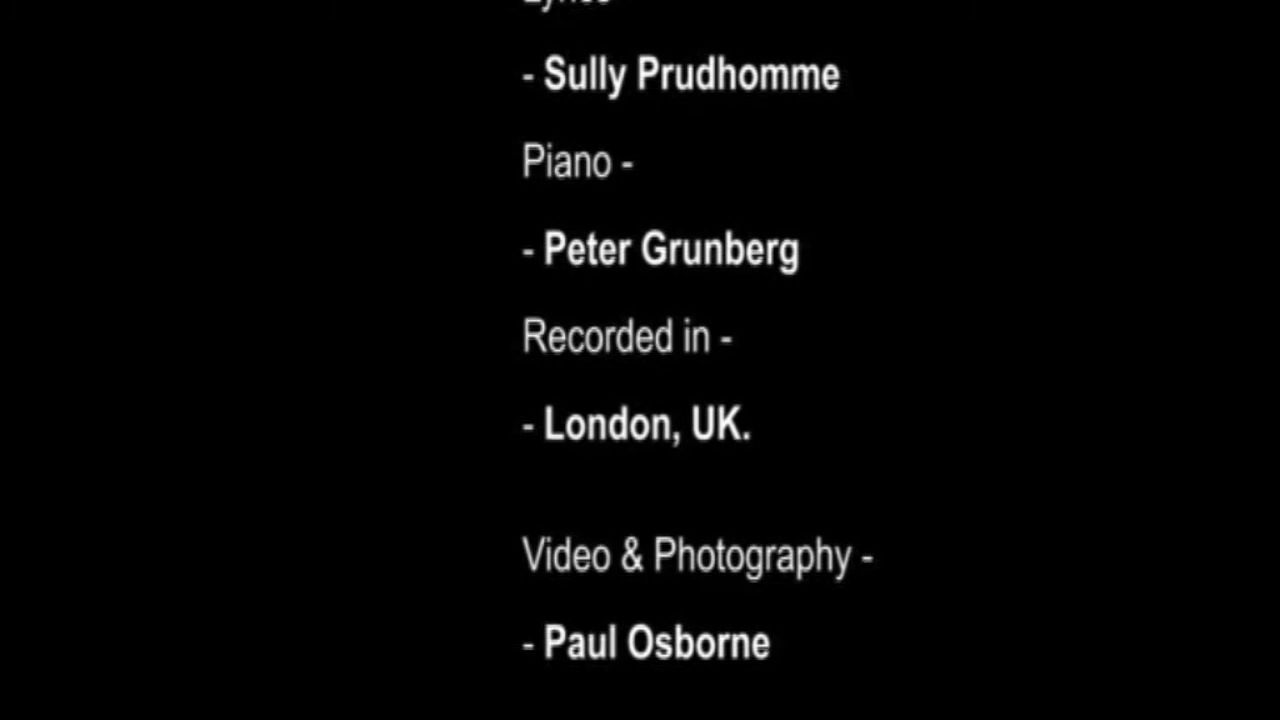 - Sully Prudhomme
Piano -
- Peter Grunberg
Recorded in -
- London, UK.
Video & Photography -
- Paul Osborne